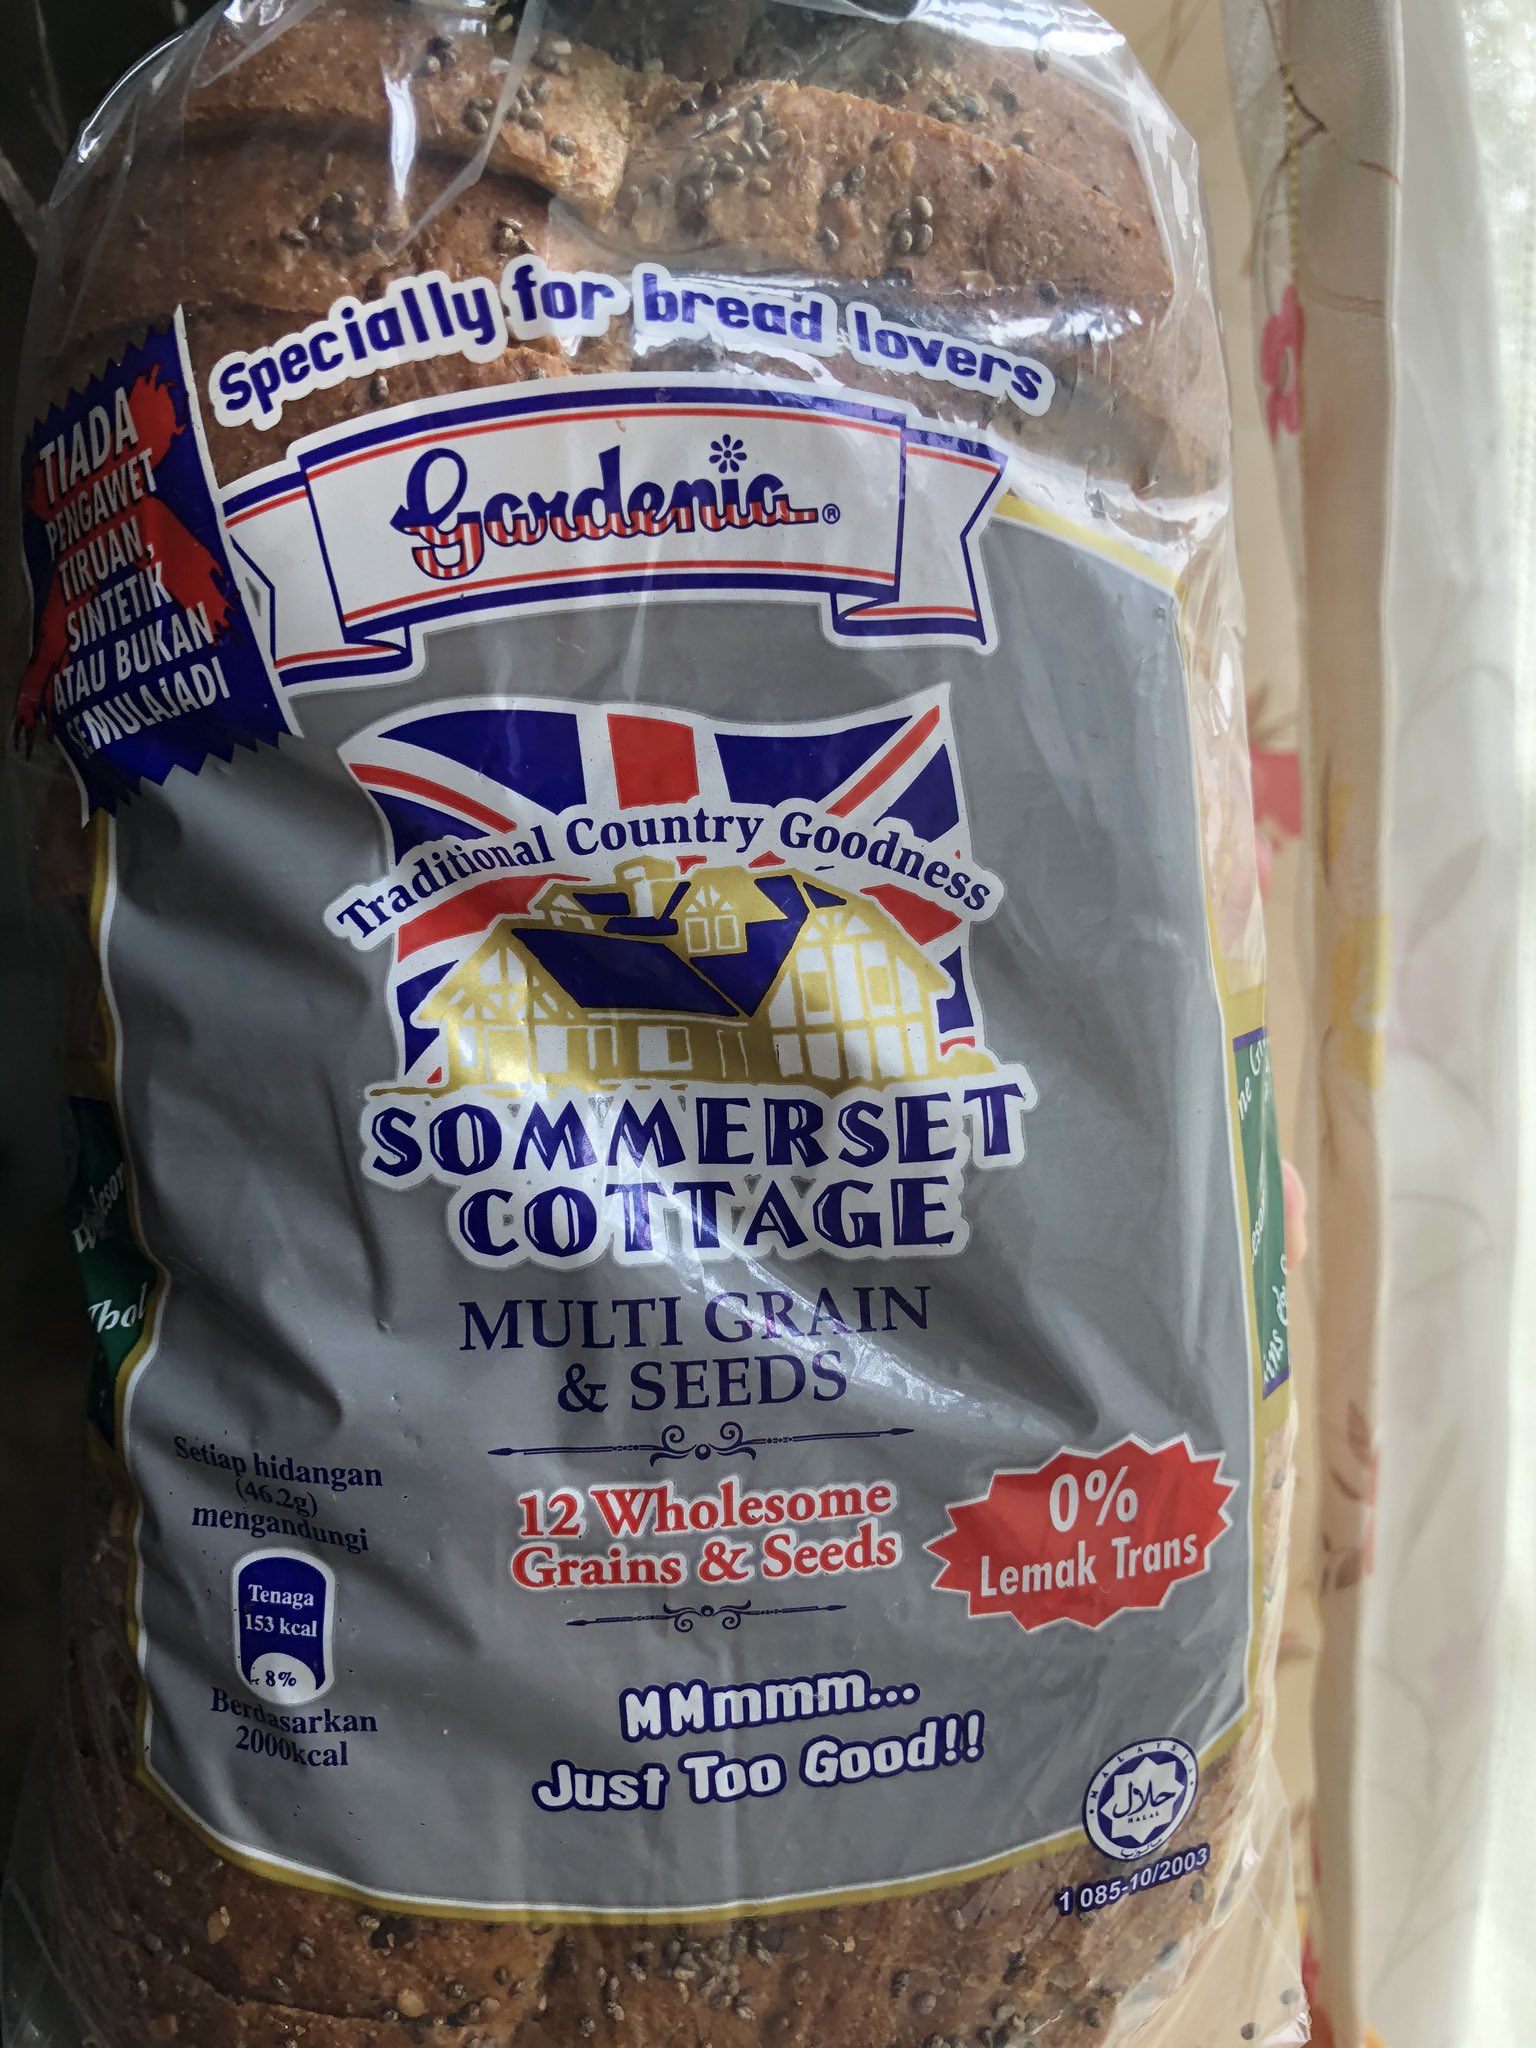 Specially for bread lovers
gardenia®
TIADA
PENGAWET
TIRUAN,
SINTETIK
ATAU BUKAN
SEMULAJADI
Traditional Country Goodness
SOMMERSET
COTTAGE
MULTI GRAIN
& SEEDS
12 Wholesome
Grains & Seeds
0%
Lemak Trans
Setiap hidangan
(46.2g)
mengandungi
Tenaga
153 kcal
8%
Berdasarkan
2000kcal
MMmmm...
Just Too Good!!
MALAYSIA
حلال
HALAL
1 085-10/2003